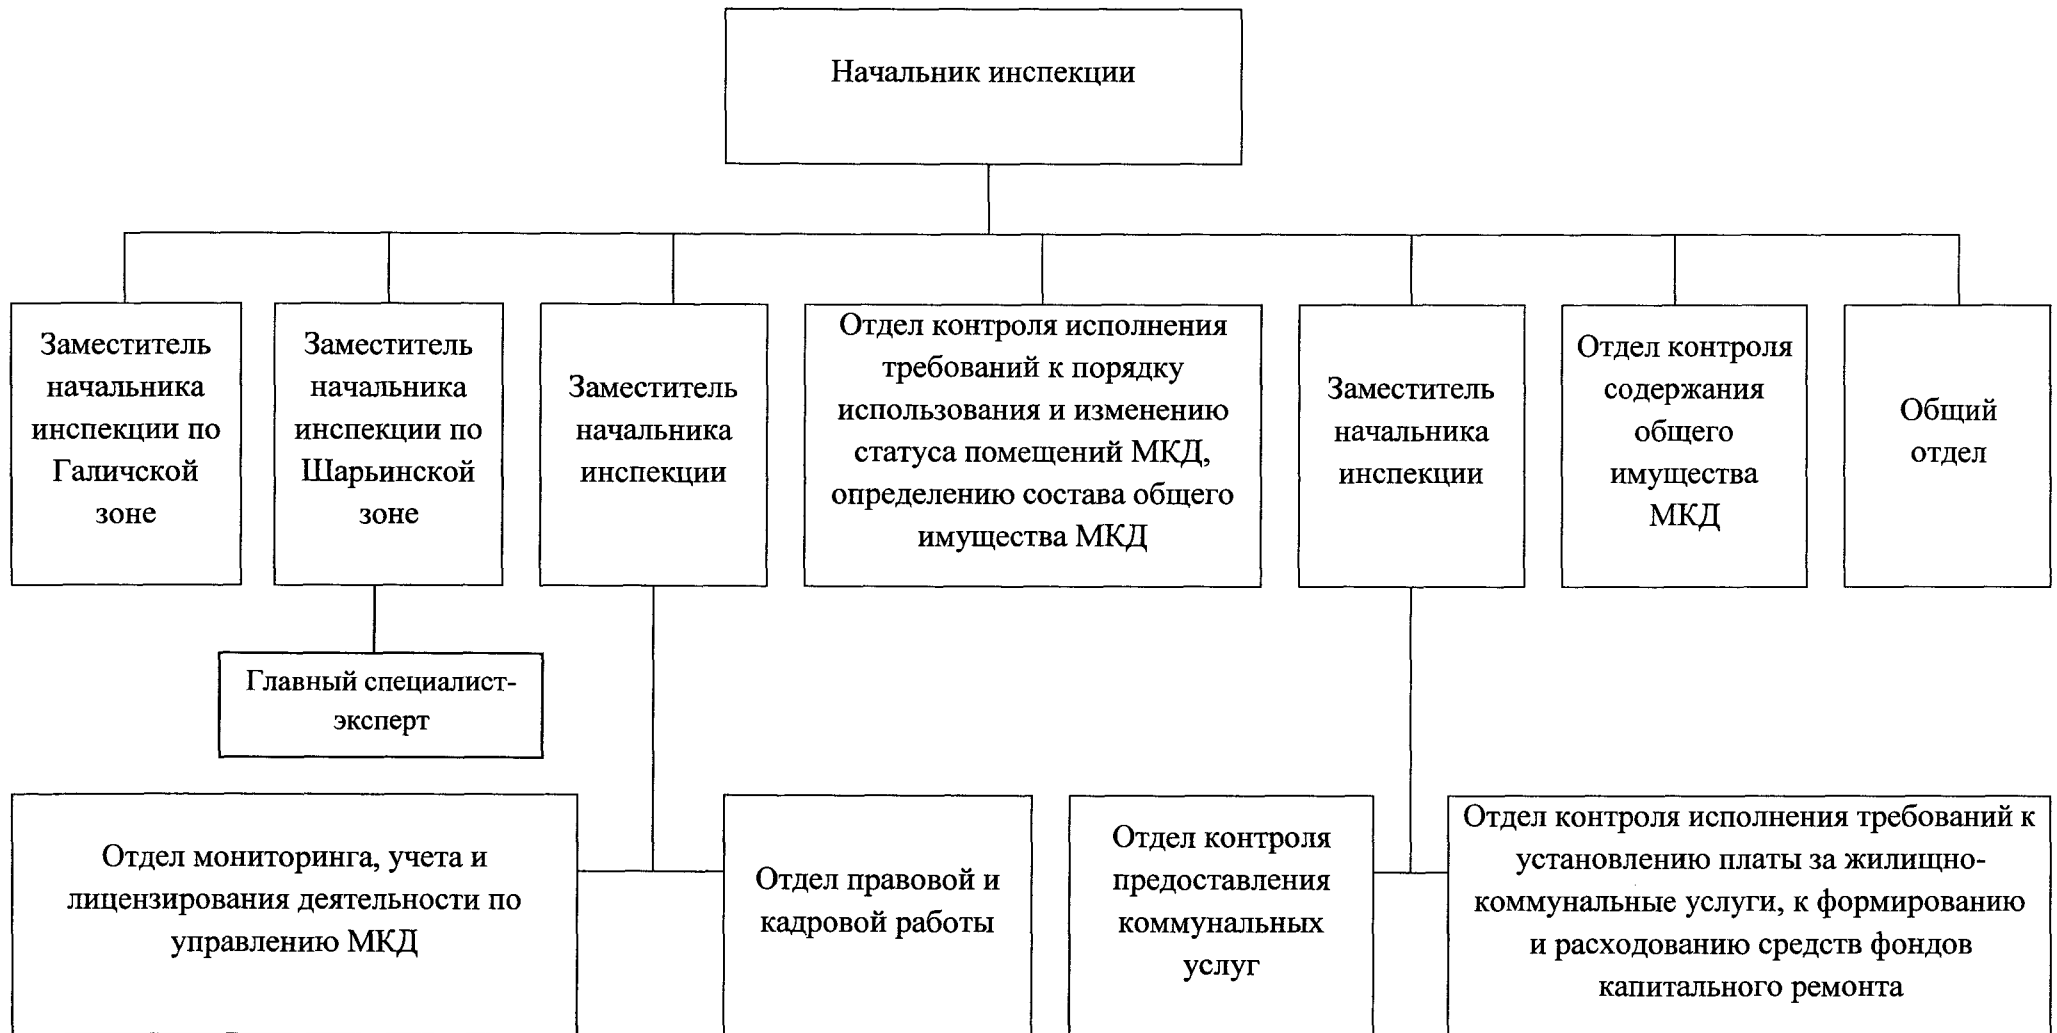 Начальник инспекции
Заместитель
начальника
инспекции по
Галичской
зоне
Заместитель
начальника
инспекции по
Шарьинской
зоне
Заместитель
начальника
инспекции
Отдел контроля исполнения
требований к порядку
использования и изменению
статуса помещений МКД,
определению состава общего
имущества МКД
Заместитель
начальника
инспекции
Отдел контроля
содержания
общего
имущества
МКД
Общий
отдел
Главный специалист-
эксперт
Отдел мониторинга, учета и
лицензирования деятельности по
управлению МКД
Отдел правовой и
кадровой работы
Отдел контроля
предоставления
коммунальных
услуг
Отдел контроля исполнения требований к
установлению платы за жилищно-
коммунальные услуги, к формированию
и расходованию средств фондов
капитального ремонта